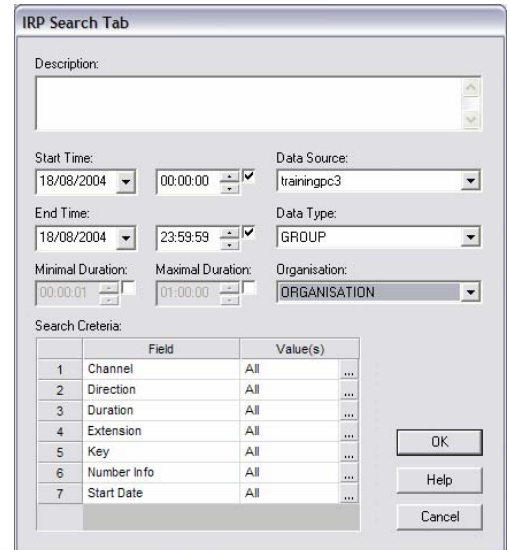 IRP Search Tab
Description:
Start Time:
Data Source:
18/08/2004 00:00:00 trainingpc3
End Time:
Data Type:
18/08/2004 23:59:59 GROUP
Minimal Duration: Maximal Duration: Organisation:
00:00:01 01:00:00 ORGANISATION
Search Creteria:
Field Value(s)
1 Channel All ...
2 Direction All ...
3 Duration All ...
4 Extension All ...
5 Key All ...
6 Number Info All ...
7 Start Date All ...
OK
Help
Cancel